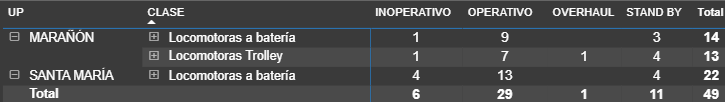 UP CLASE INOPERATIVO OPERATIVO OVERHAUL STAND BY Total
MARAÑÓN Locomotoras a batería 1 9 3 14
Locomotoras Trolley 1 7 1 4 13
SANTA MARÍA Locomotoras a batería 4 13 4 22
Total 6 29 1 11 49